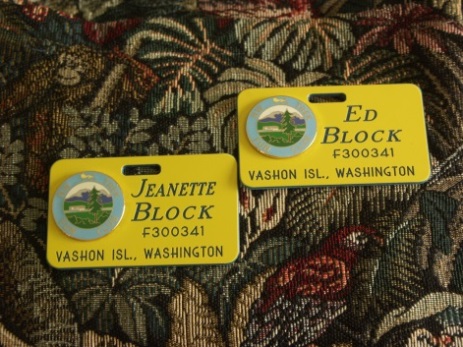 Ed
Block
F300341
Vashon Isl., Washington
Jeanette
Block
F300341
Vashon Isl., Washington